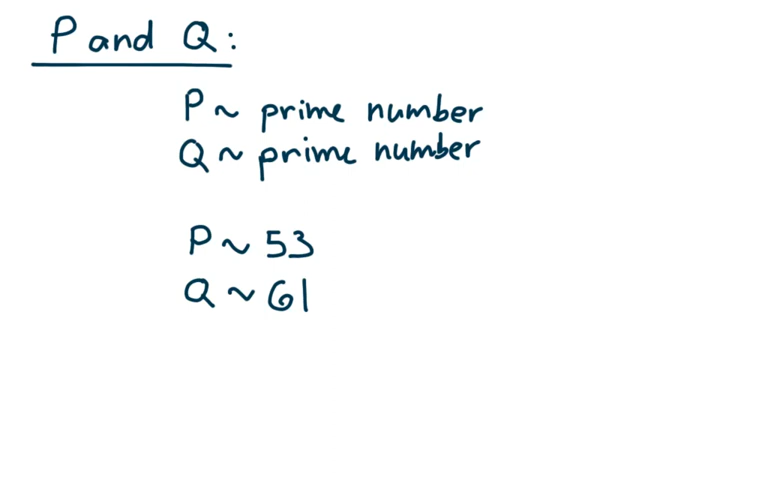 P and Q:
P ~ prime number
Q ~ prime number
P ~ 53
Q ~ 61